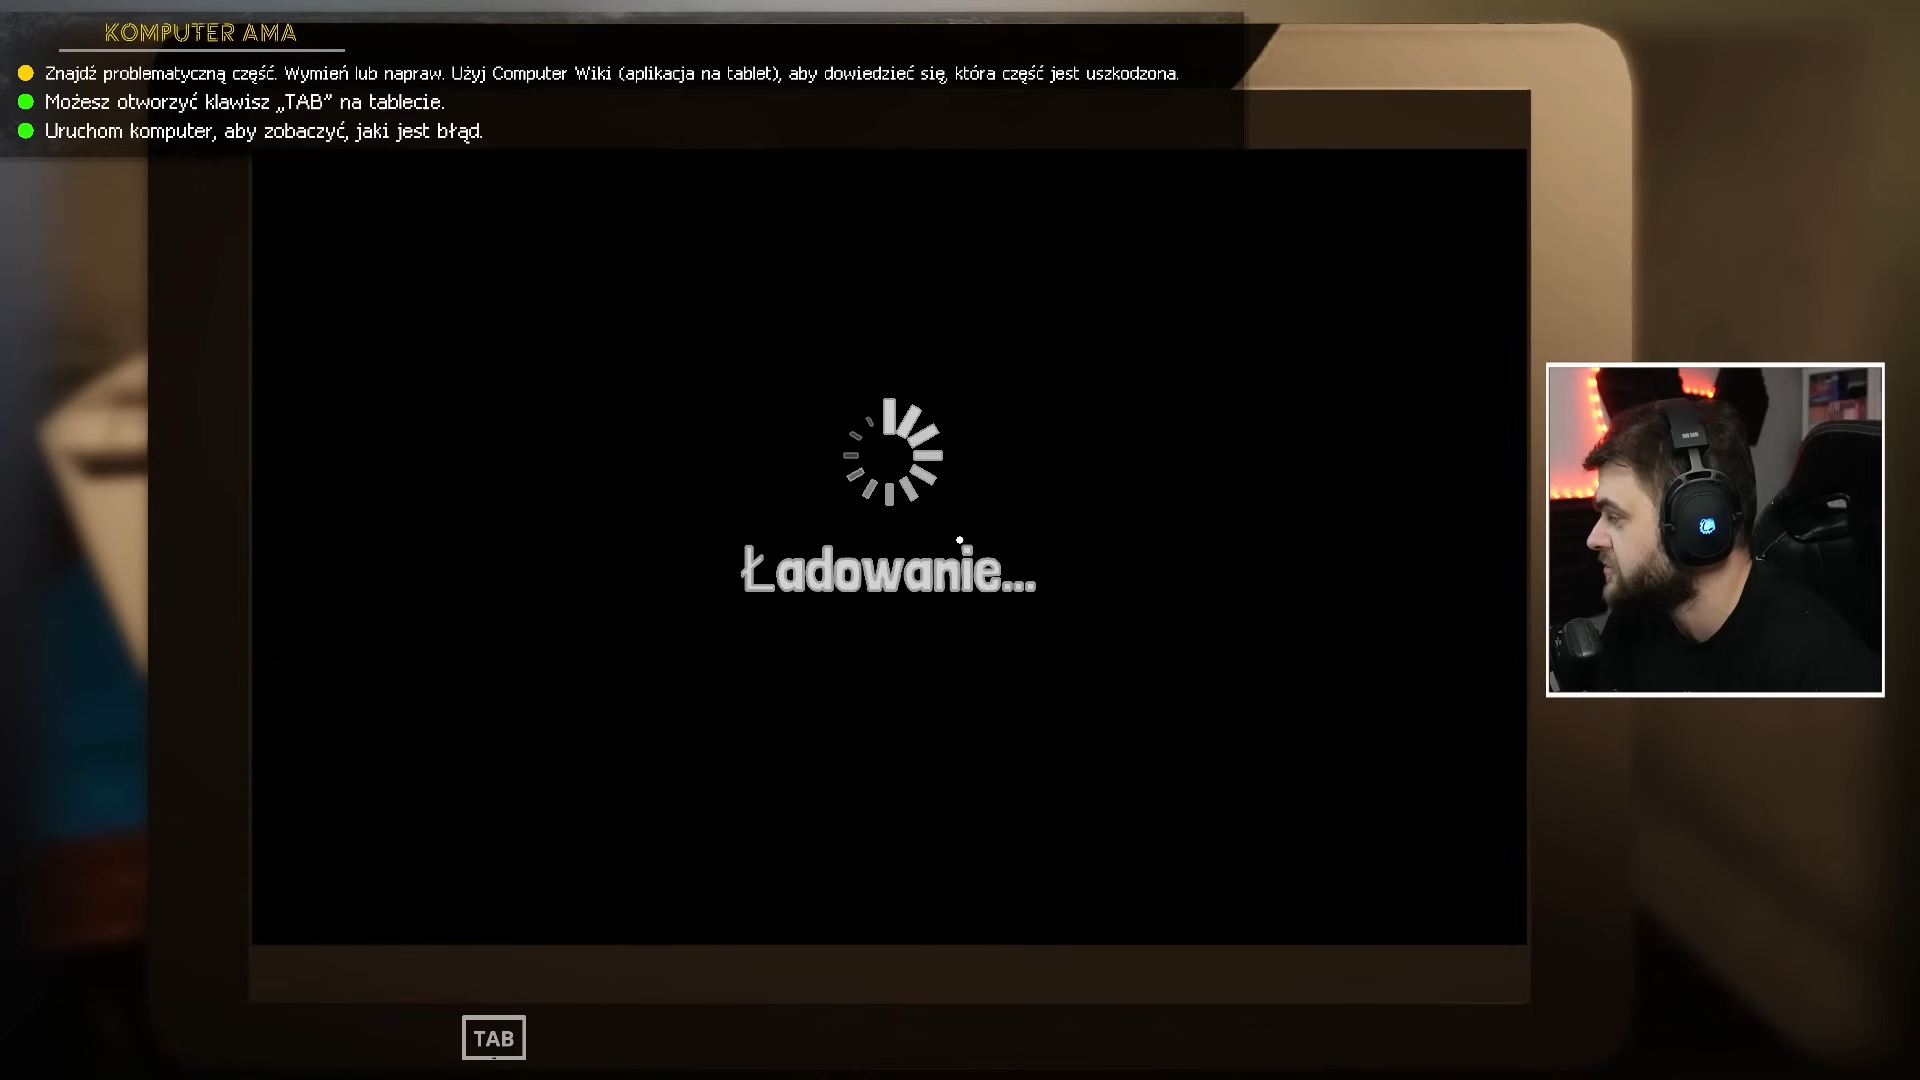 KOMPUTER AMA
Znajdź problematyczną część. Wymień lub napraw. Użyj Computer Wiki (aplikacja na tablet), aby dowiedzieć się, która część jest uszkodzona.
Możesz otworzyć klawisz „TAB” na tablecie.
Uruchom komputer, aby zobaczyć, jaki jest błąd.
Ładowanie...
TAB